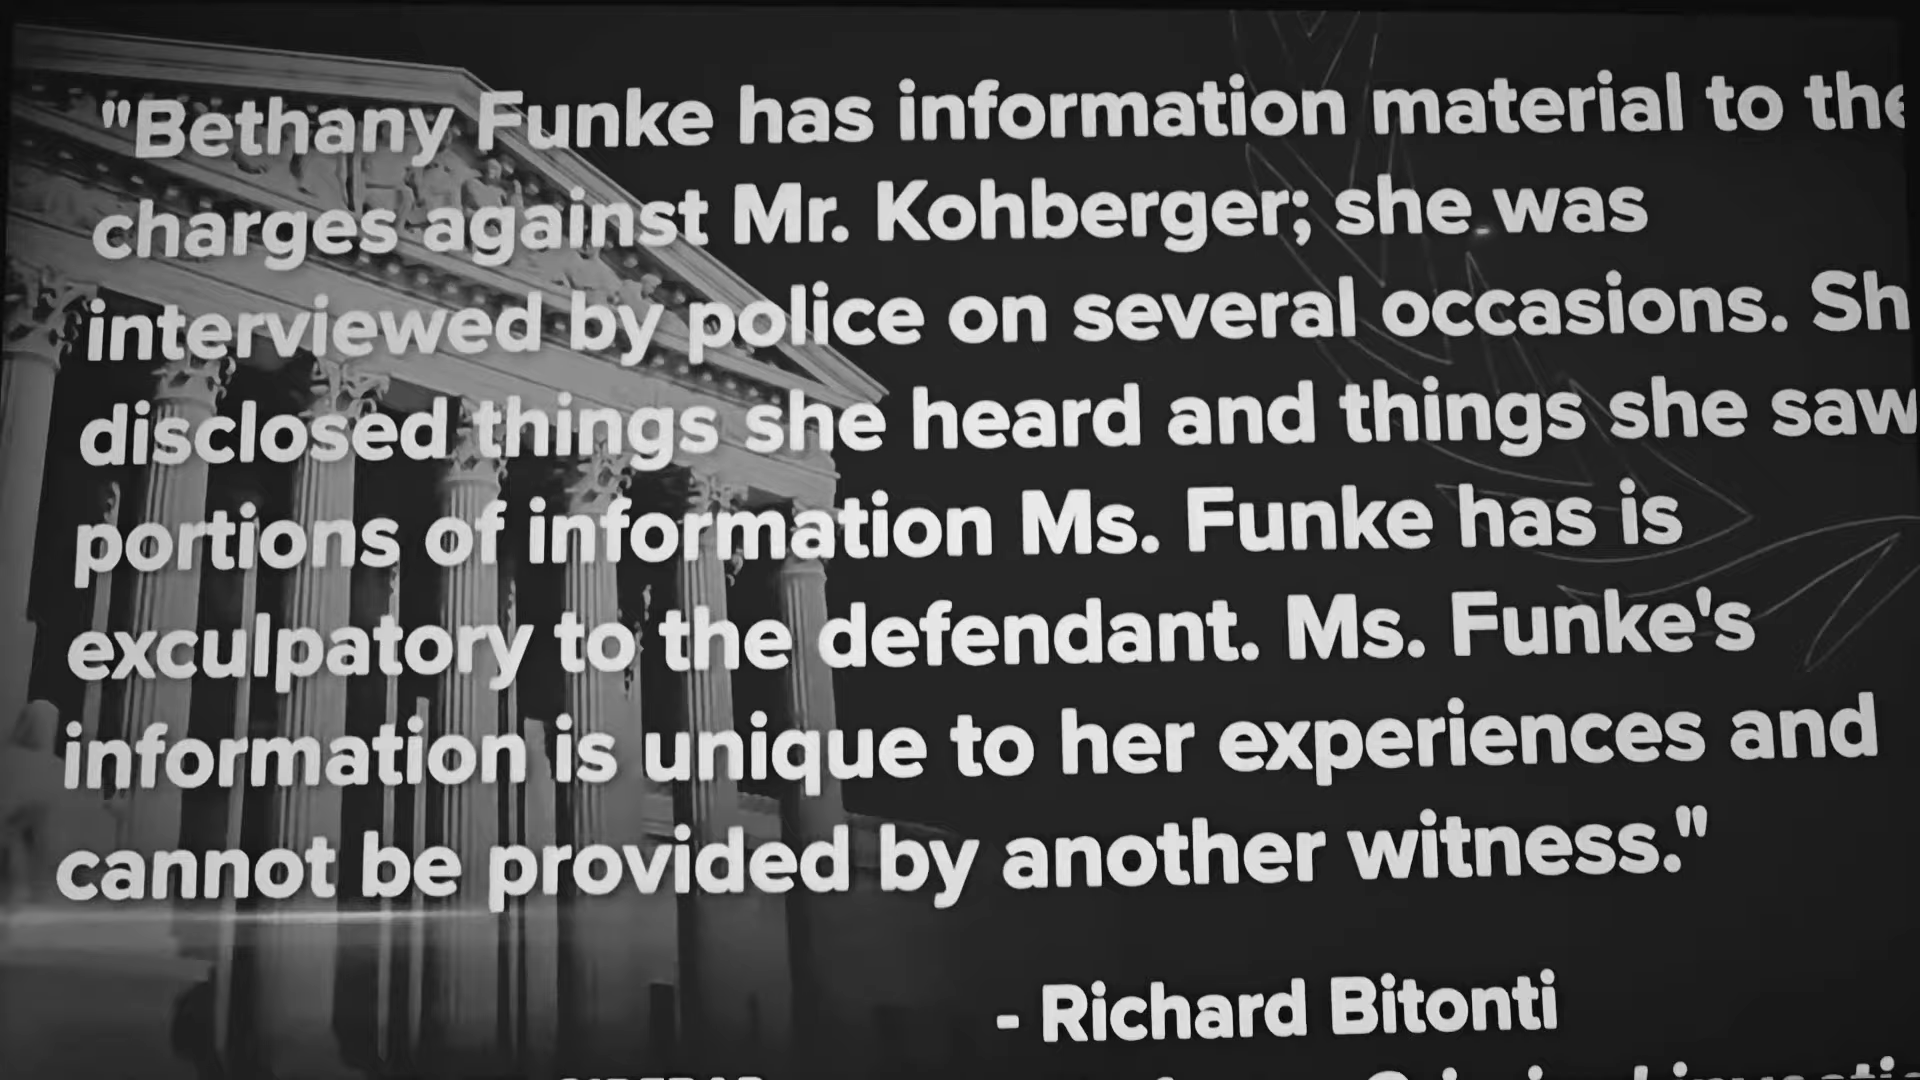 "Bethany Funke has information material to the
charges against Mr. Kohberger; she was
interviewed by police on several occasions. Sh
disclosed things she heard and things she saw
portions of information Ms. Funke has is
exculpatory to the defendant. Ms. Funke's
information is unique to her experiences and
cannot be provided by another witness."
- Richard Bitonti